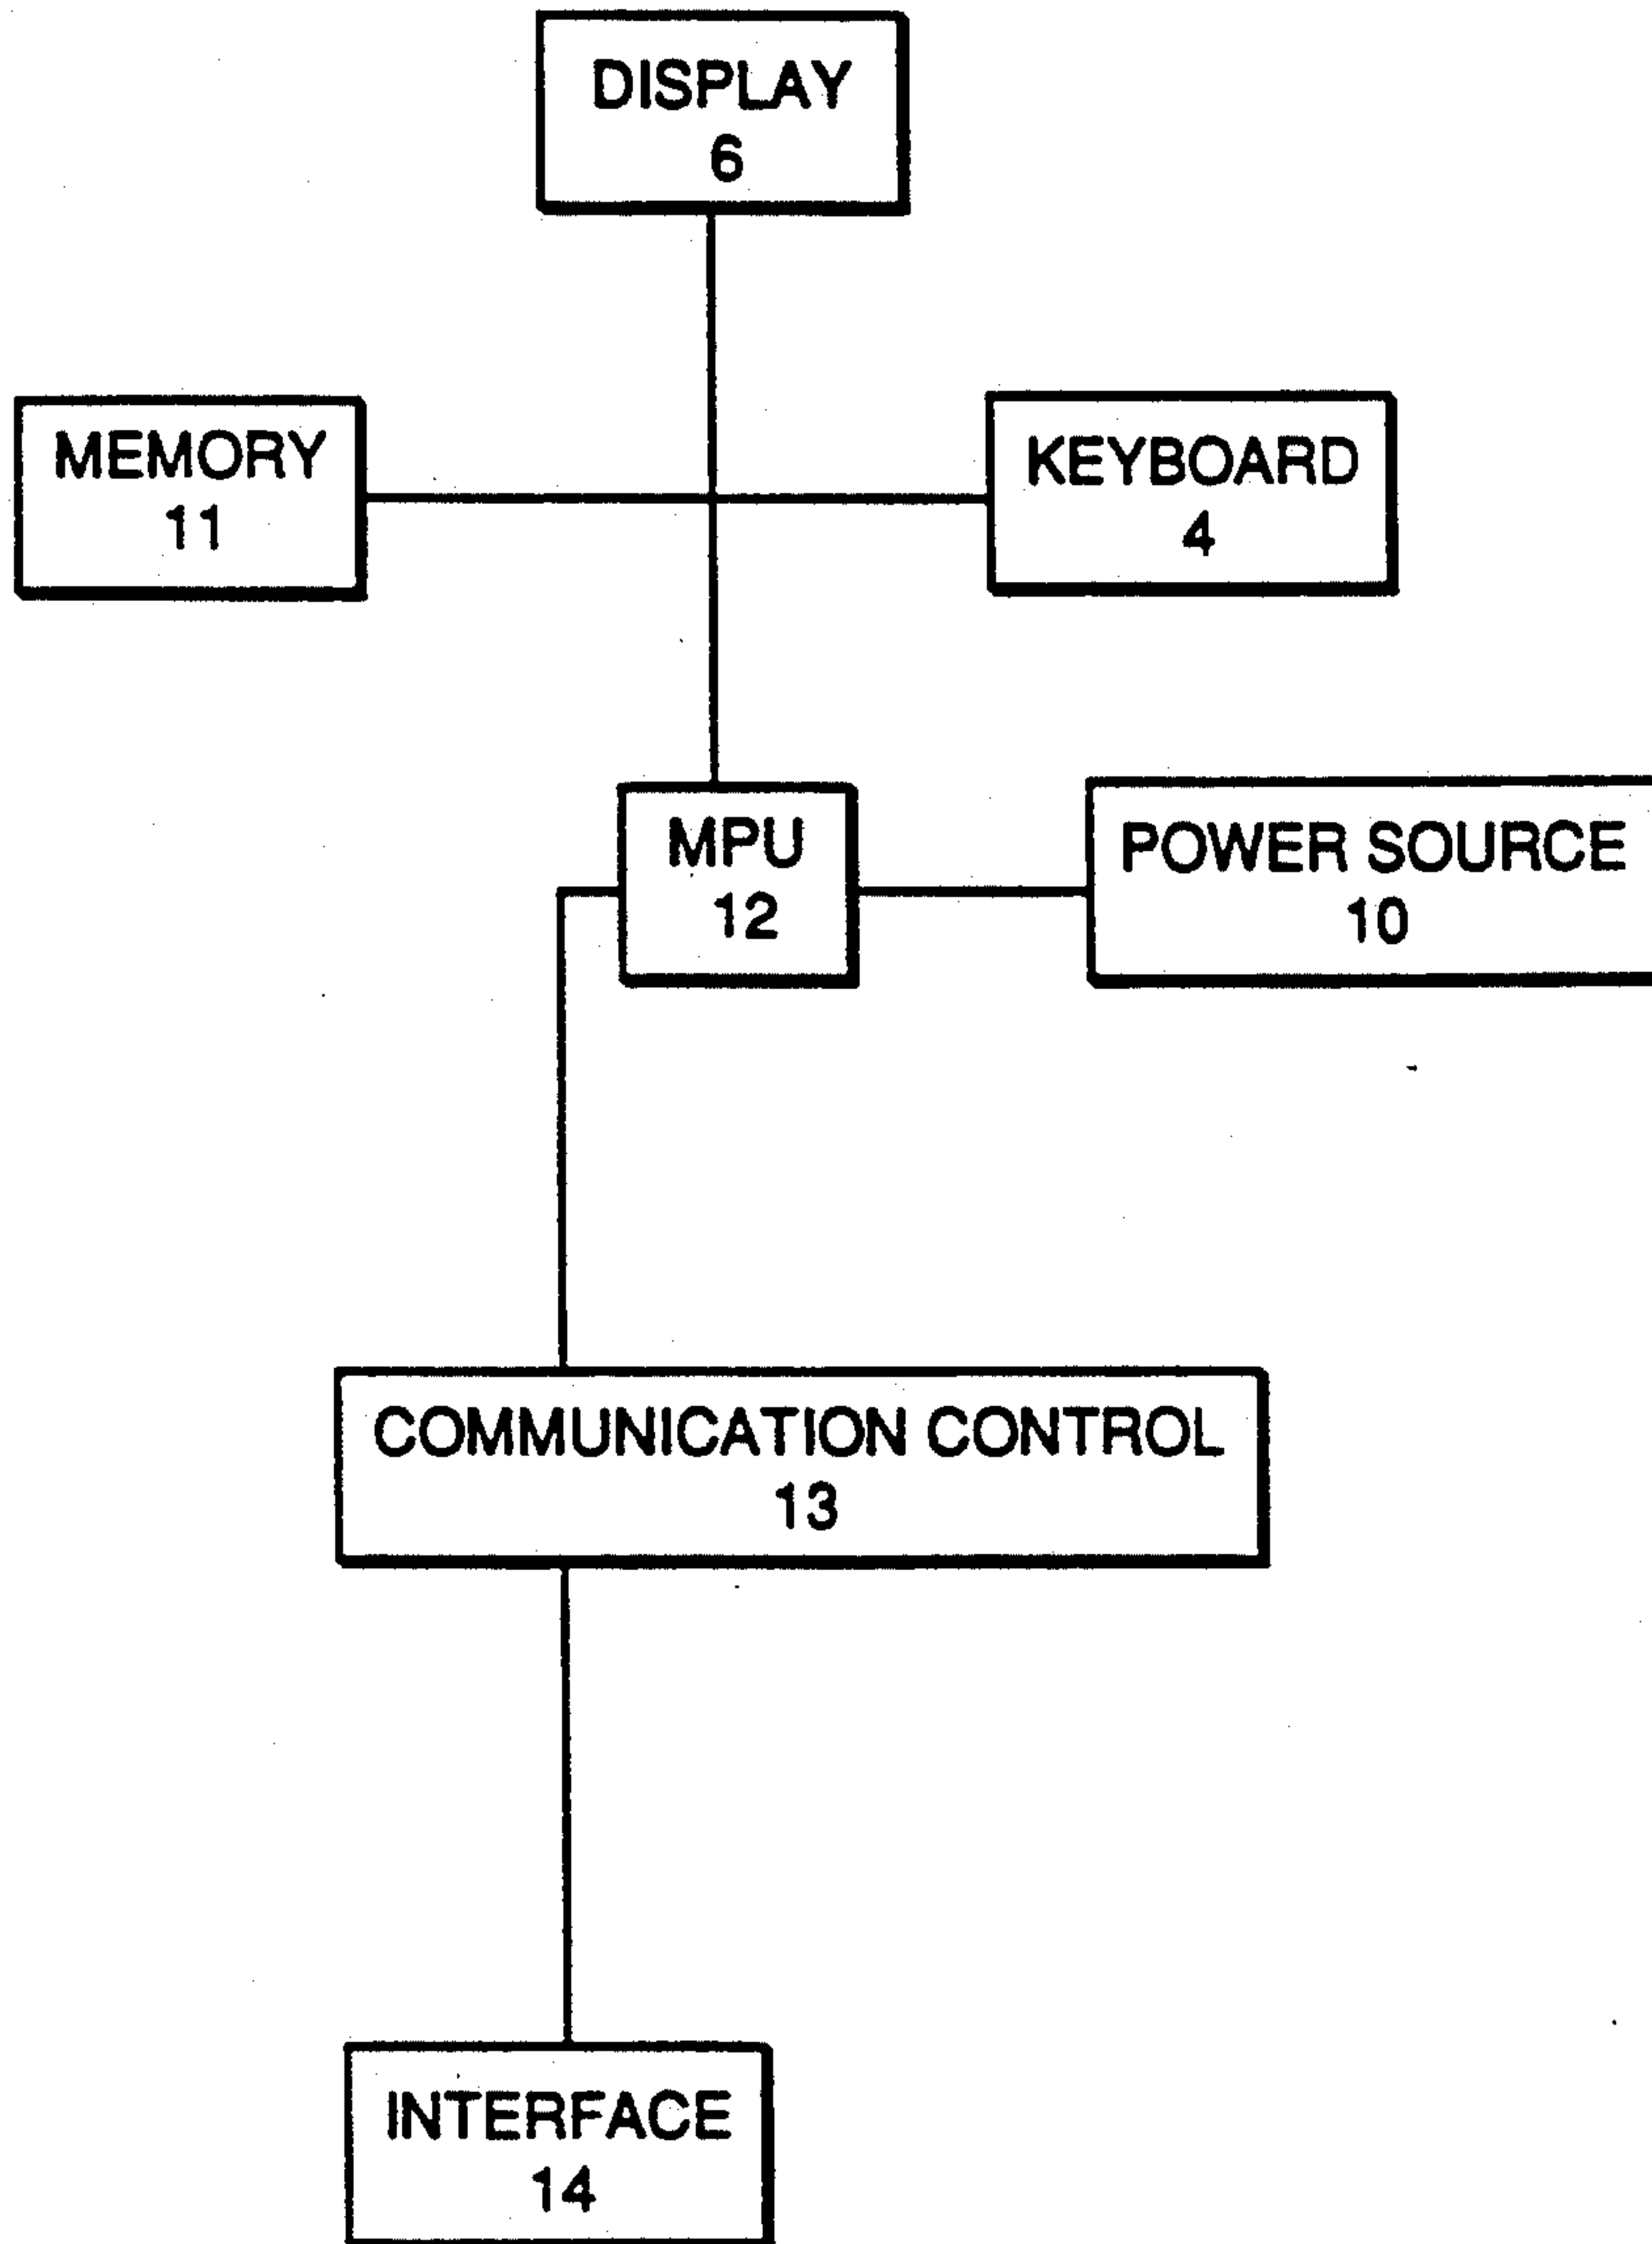 DISPLAY
6
MEMORY
11
KEYBOARD
4
MPU
12
POWER SOURCE
10
COMMUNICATION CONTROL
13
INTERFACE
14